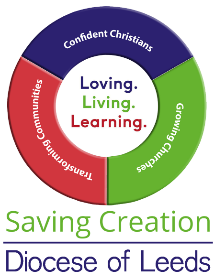 Confident Christians
Loving.
Living.
Learning.
Transforming Communities
Growing Churches
Saving Creation
Diocese of Leeds